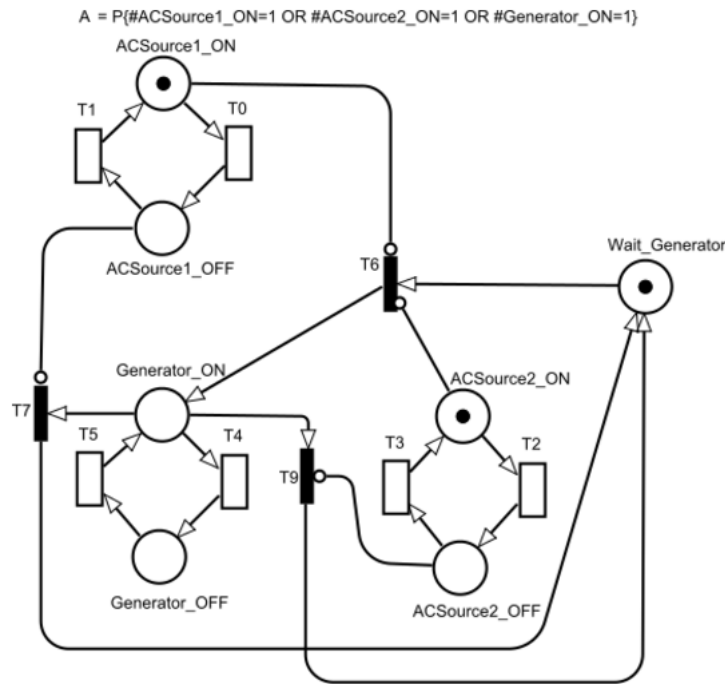 A = P{#ACSource1_ON=1 OR #ACSource2_ON=1 OR #Generator_ON=1}
ACSource1_ON
T1
T0
ACSource1_OFF
T6
Wait_Generator
Generator_ON
ACSource2_ON
T7
T5
T4
T9
T3
T2
Generator_OFF
ACSource2_OFF